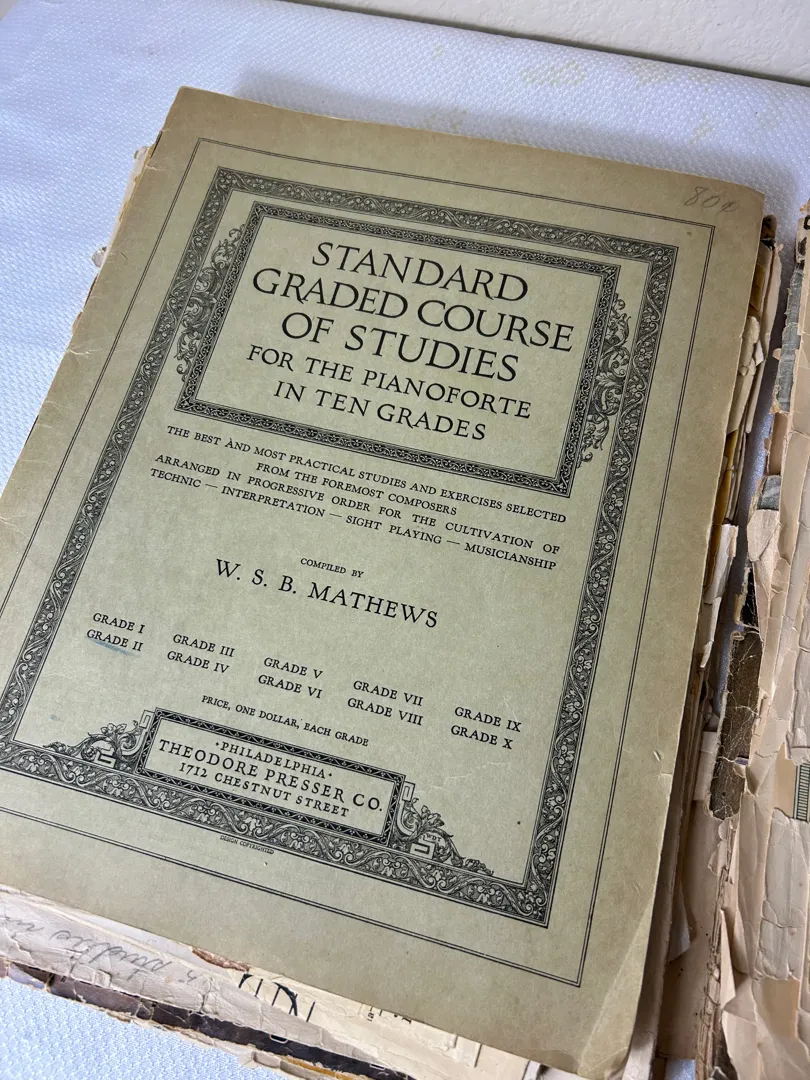 80¢
STANDARD
GRADED COURSE
OF STUDIES
FOR THE PIANOFORTE
IN TEN GRADES
THE BEST AND MOST PRACTICAL STUDIES AND EXERCISES SELECTED
FROM THE FOREMOST COMPOSERS
ARRANGED IN PROGRESSIVE ORDER FOR THE CULTIVATION OF
TECHNIC — INTERPRETATION — SIGHT PLAYING — MUSICIANSHIP
COMPILED BY
W. S. B. MATHEWS
GRADE I
GRADE II
GRADE III
GRADE IV
GRADE V
GRADE VI
GRADE VII
GRADE VIII
GRADE IX
GRADE X
PRICE, ONE DOLLAR, EACH GRADE
·PHILADELPHIA·
THEODORE PRESSER CO.
1712 CHESTNUT STREET
DESIGN COPYRIGHTED